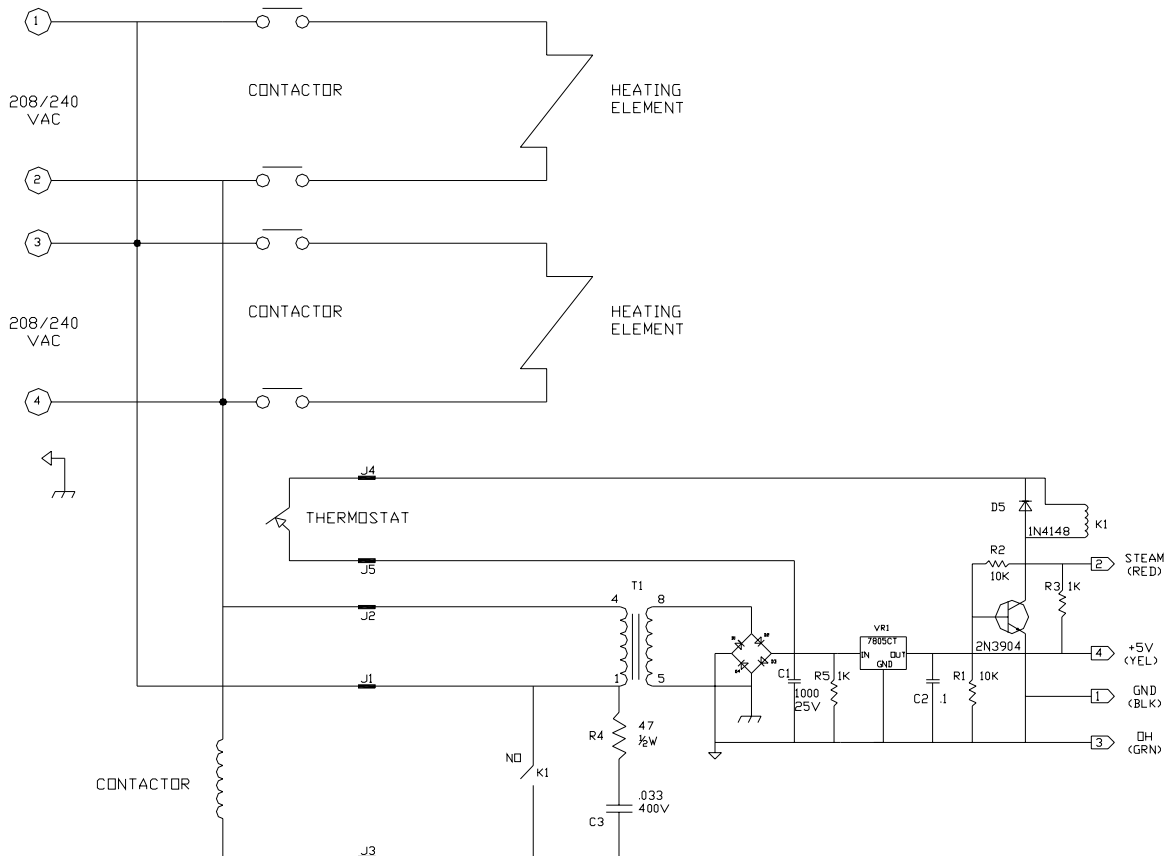 1
CONTACTOR
HEATING
ELEMENT
208/240
VAC
2
3
CONTACTOR
HEATING
ELEMENT
208/240
VAC
4
J4
THERMOSTAT
D5
1N4148
K1
J5
R2
10K
STEAM
(RED)
2
R3 1K
T1
4
8
J2
VR1
7805CT
IN
OUT
GND
2N3904
+5V
(YEL)
4
1
5
J1
C1
1000
25V
R5 1K
C2
.1
R1
10K
GND
(BLK)
1
R4
47
½W
OH
(GRN)
3
NO
K1
CONTACTOR
.033
400V
C3
J3